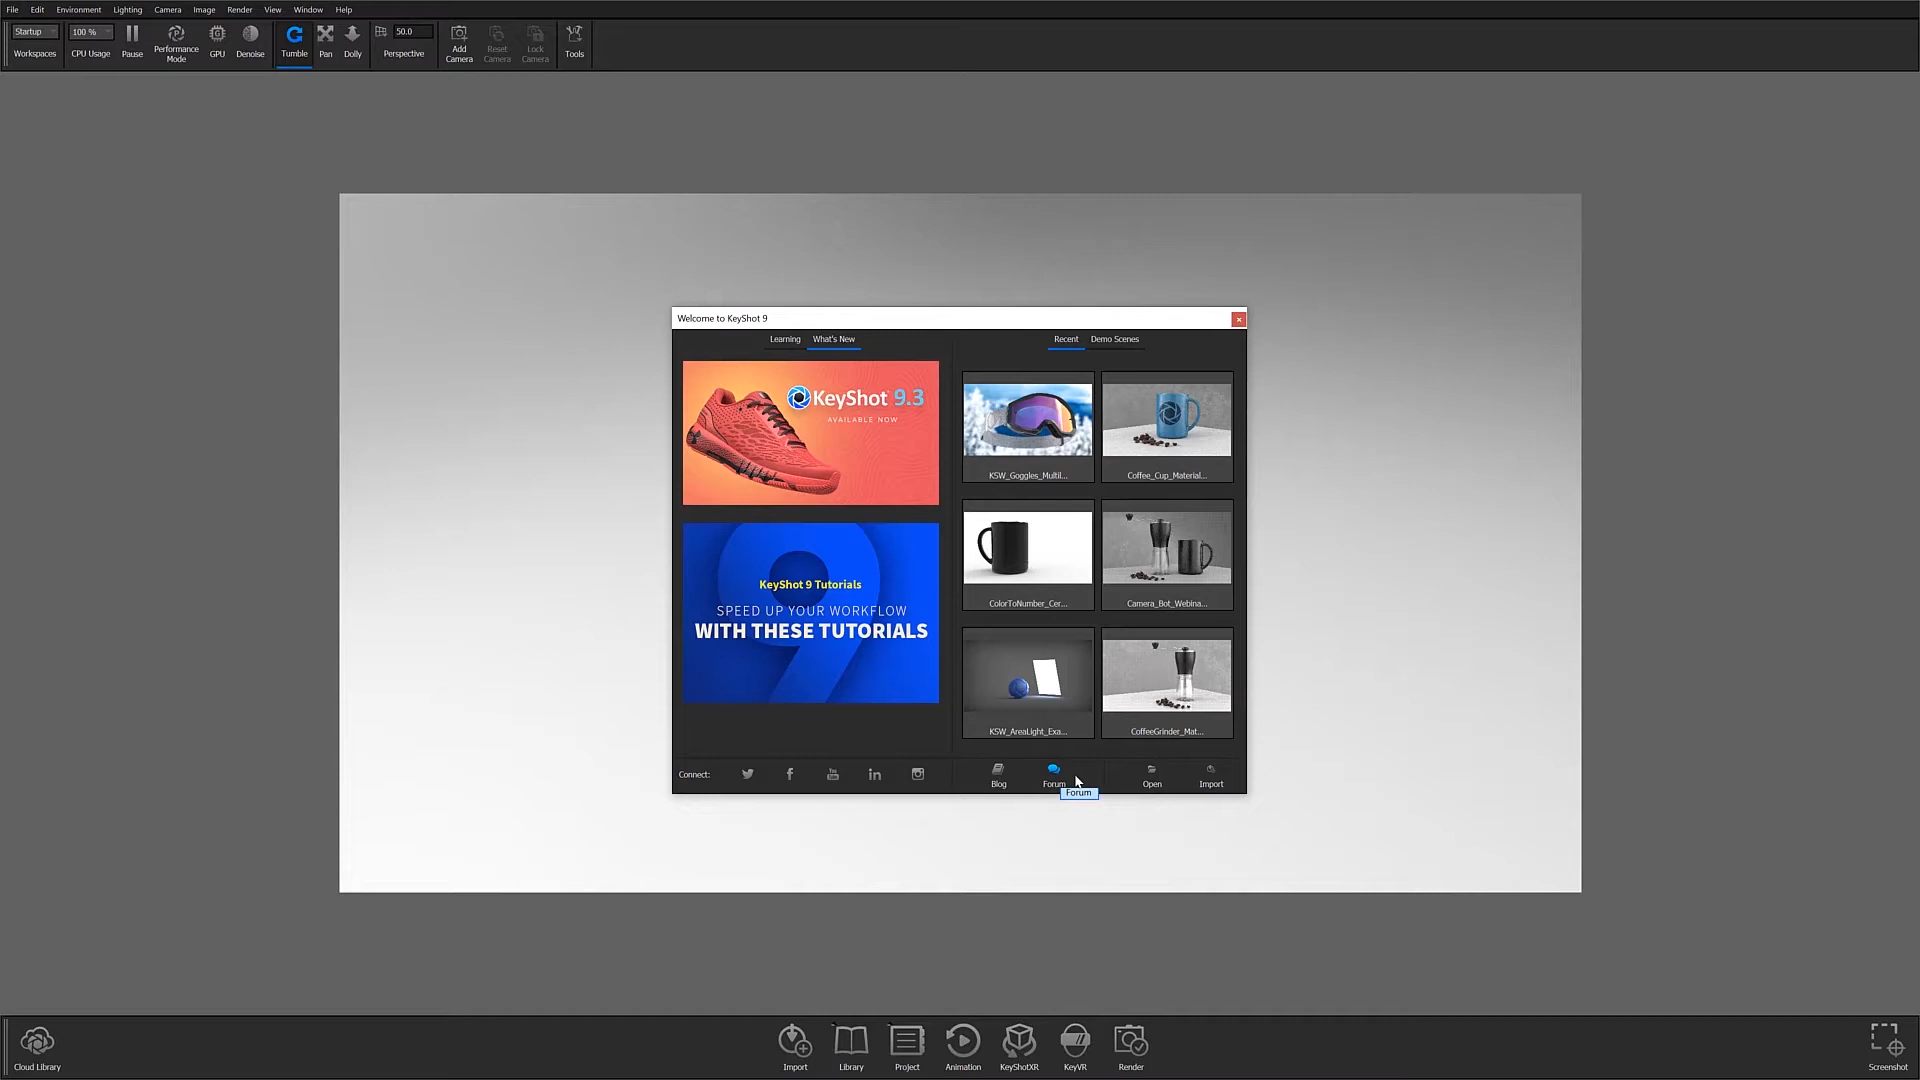 File Edit Environment Lighting Camera Image Render View Window Help
Startup 100 % 50.0
Workspaces CPU Usage Pause Performance Mode GPU Denoise Tumble Pan Dolly Perspective Add Camera Reset Camera Lock Camera Tools
Welcome to KeyShot 9
Learning What's New Recent Demo Scenes
KeyShot 9.3
AVAILABLE NOW
KSW_Goggles_Multil... Coffee_Cup_Material...
KeyShot 9 Tutorials
SPEED UP YOUR WORKFLOW
WITH THESE TUTORIALS
ColorToNumber_Cer... Camera_Bot_Webina...
KSW_AreaLight_Exa... CoffeeGrinder_Mat...
Connect: Blog Forum Open Import
Forum
Cloud Library Import Library Project Animation KeyShotXR KeyVR Render Screenshot